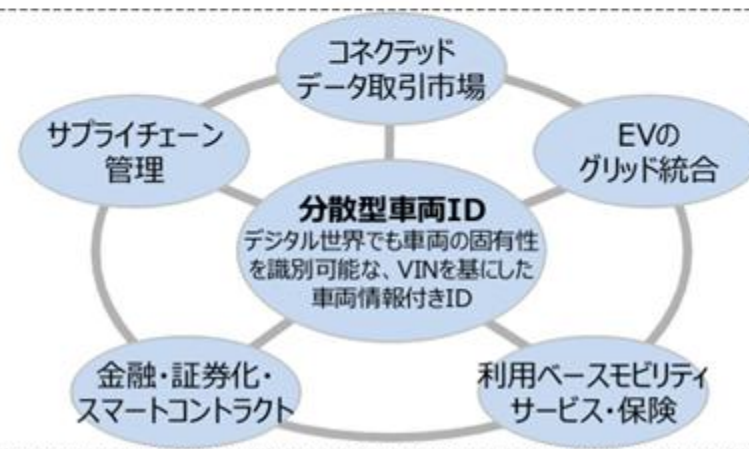 コネクテッド
データ取引市場
サプライチェーン
管理
EVの
グリッド統合
分散型車両ID
デジタル世界でも車両の固有性
を識別可能な、VINを基にした
車両情報付きID
金融・証券化・
スマートコントラクト
利用ベースモビリティ
サービス・保険